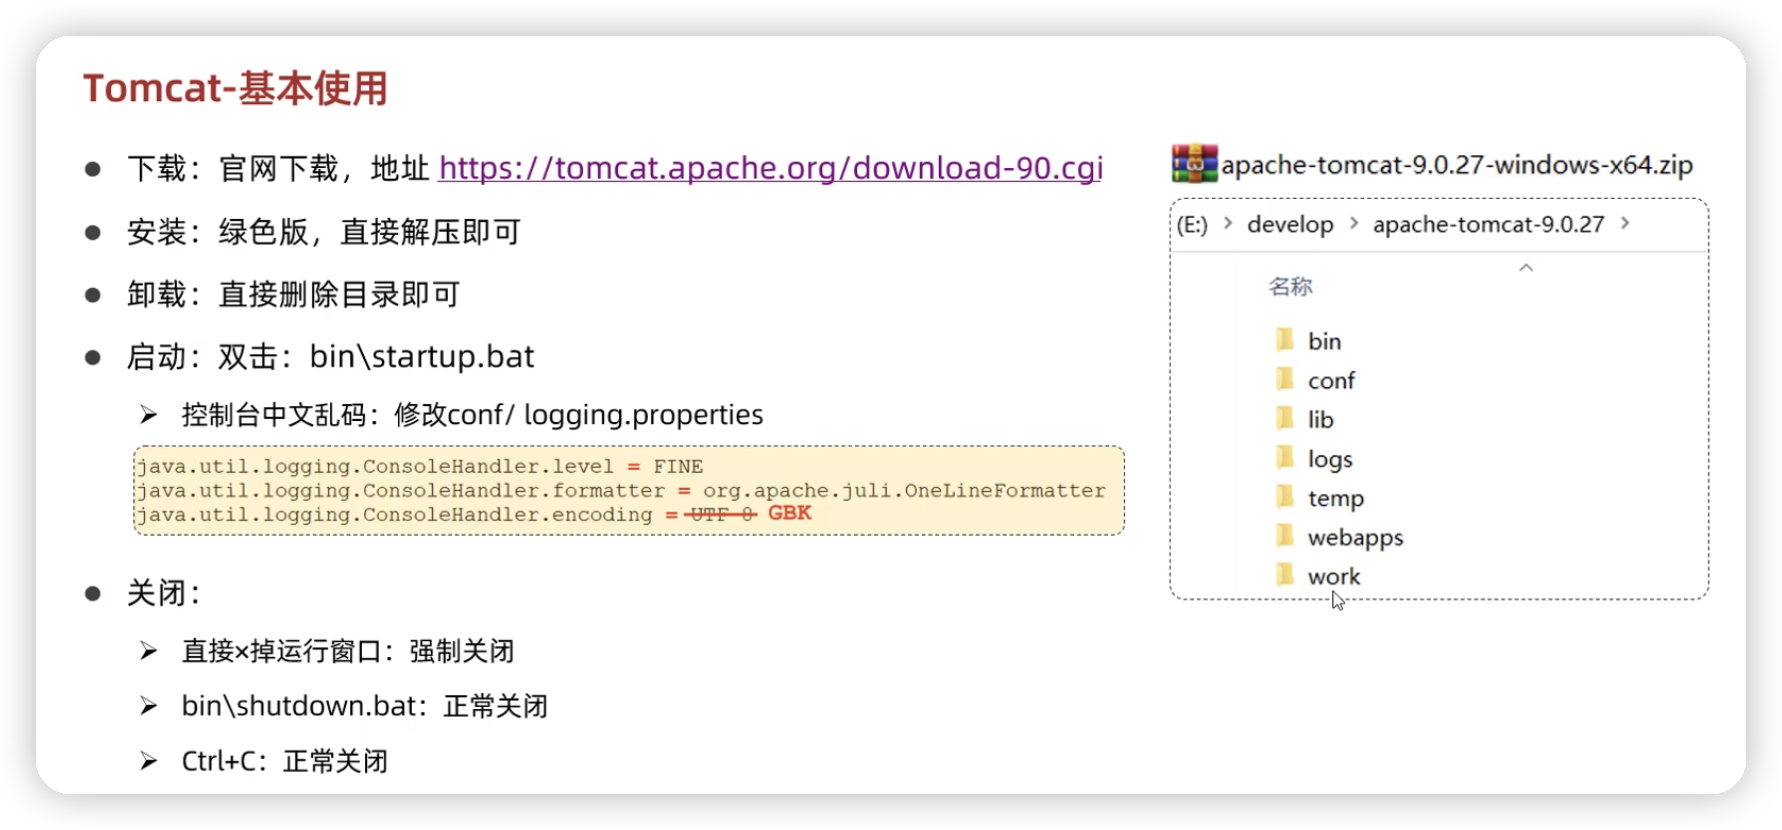 Tomcat-基本使用
下载：官网下载，地址 https://tomcat.apache.org/download-90.cgi
安装：绿色版，直接解压即可
卸载：直接删除目录即可
启动：双击：bin\startup.bat
控制台中文乱码：修改conf/ logging.properties
java.util.logging.ConsoleHandler.level = FINE
java.util.logging.ConsoleHandler.formatter = org.apache.juli.OneLineFormatter
java.util.logging.ConsoleHandler.encoding = UTF-8 GBK
关闭：
直接×掉运行窗口：强制关闭
bin\shutdown.bat：正常关闭
Ctrl+C：正常关闭
apache-tomcat-9.0.27-windows-x64.zip
(E:) > develop > apache-tomcat-9.0.27 >
名称
bin
conf
lib
logs
temp
webapps
work